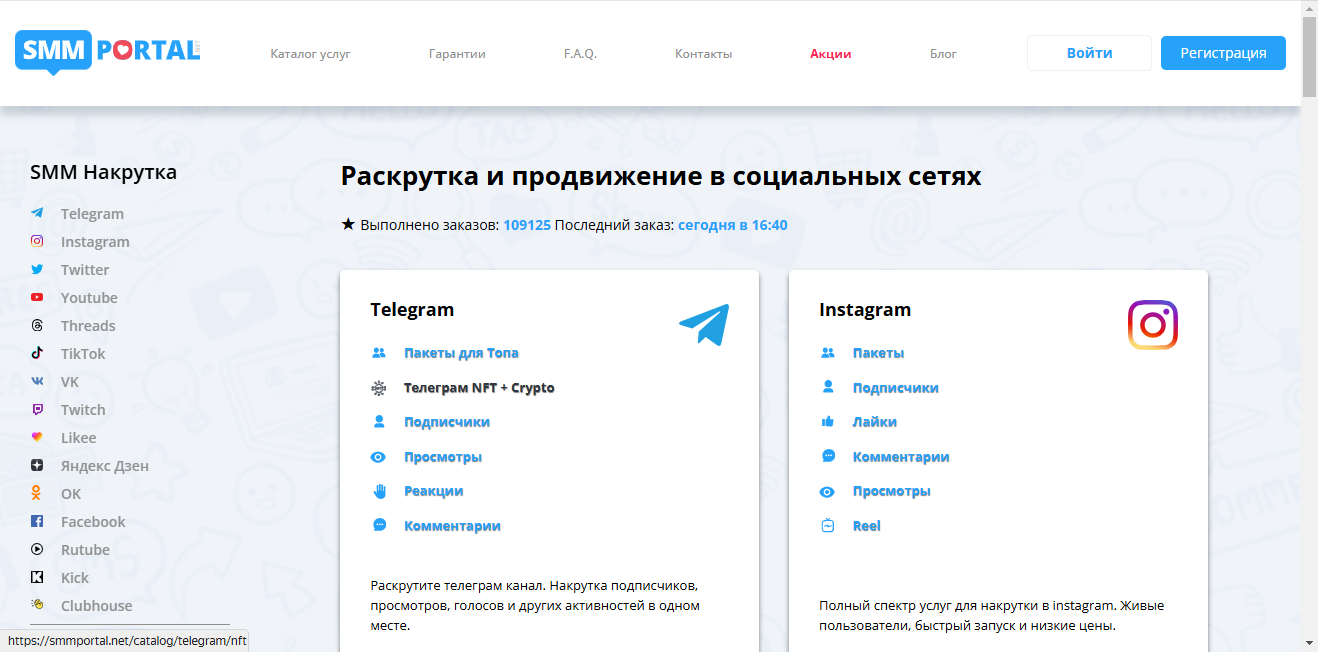 SMM PORTAL
Каталог услуг
Гарантии
F.A.Q.
Контакты
Акции
Блог
Войти
Регистрация
SMM Накрутка
Telegram
Instagram
Twitter
Youtube
Threads
TikTok
VK
Twitch
Likee
Яндекс Дзен
OK
Facebook
Rutube
Kick
Clubhouse
Раскрутка и продвижение в социальных сетях
★ Выполнено заказов: 109125 Последний заказ: сегодня в 16:40
Telegram
Пакеты для Топа
Телеграм NFT + Crypto
Подписчики
Просмотры
Реакции
Комментарии
Раскрутите телеграм канал. Накрутка подписчиков,
просмотров, голосов и других активностей в одном
месте.
Instagram
Пакеты
Подписчики
Лайки
Комментарии
Просмотры
Reel
Полный спектр услуг для накрутки в instagram. Живые
пользователи, быстрый запуск и низкие цены.
https://smmportal.net/catalog/telegram/nft